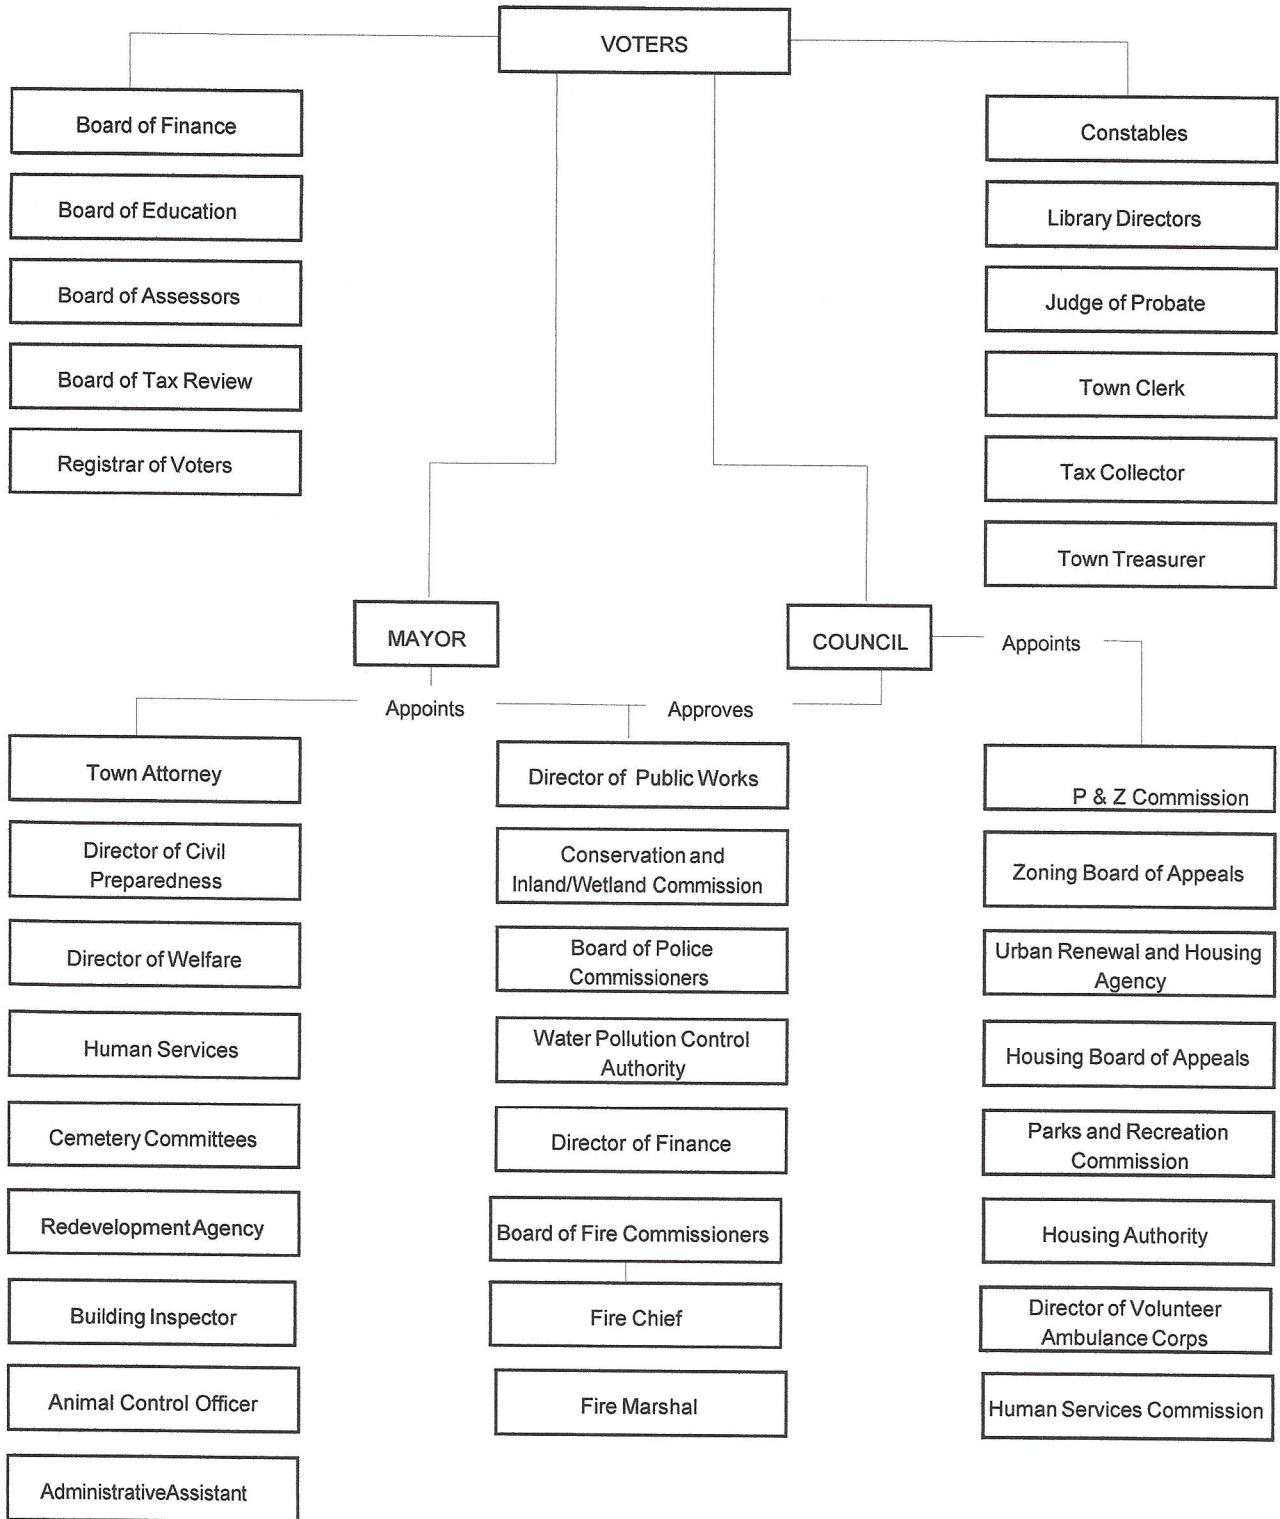 VOTERS
Board of Finance
Board of Education
Board of Assessors
Board of Tax Review
Registrar of Voters
Constables
Library Directors
Judge of Probate
Town Clerk
Tax Collector
Town Treasurer
MAYOR
COUNCIL
Appoints
Appoints
Approves
Town Attorney
Director of Civil
Preparedness
Director of Welfare
Human Services
Cemetery Committees
Redevelopment Agency
Building Inspector
Animal Control Officer
Administrative Assistant
Director of Public Works
Conservation and
Inland/Wetland Commission
Board of Police
Commissioners
Water Pollution Control
Authority
Director of Finance
Board of Fire Commissioners
Fire Chief
Fire Marshal
P & Z Commission
Zoning Board of Appeals
Urban Renewal and Housing
Agency
Housing Board of Appeals
Parks and Recreation
Commission
Housing Authority
Director of Volunteer
Ambulance Corps
Human Services Commission